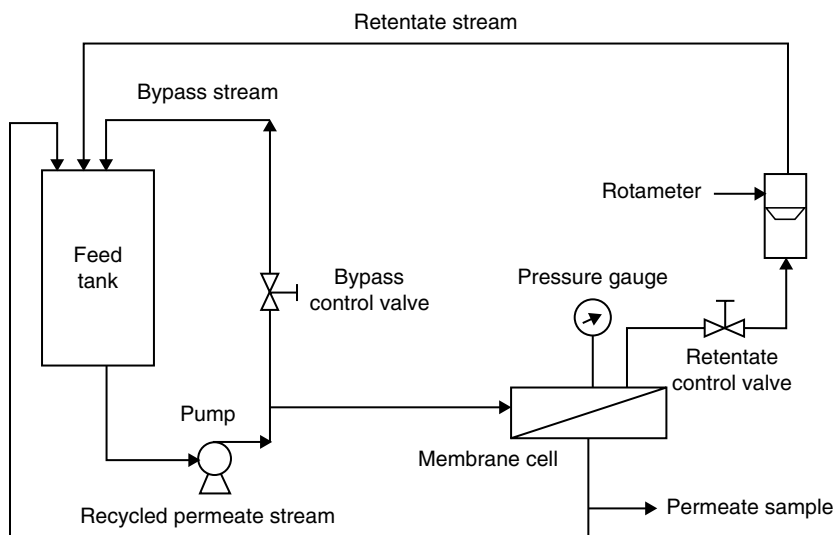 Retentate stream
Bypass stream
Rotameter
Feed
tank
Bypass
control valve
Pressure gauge
Retentate
control valve
Pump
Membrane cell
Recycled permeate stream
Permeate sample